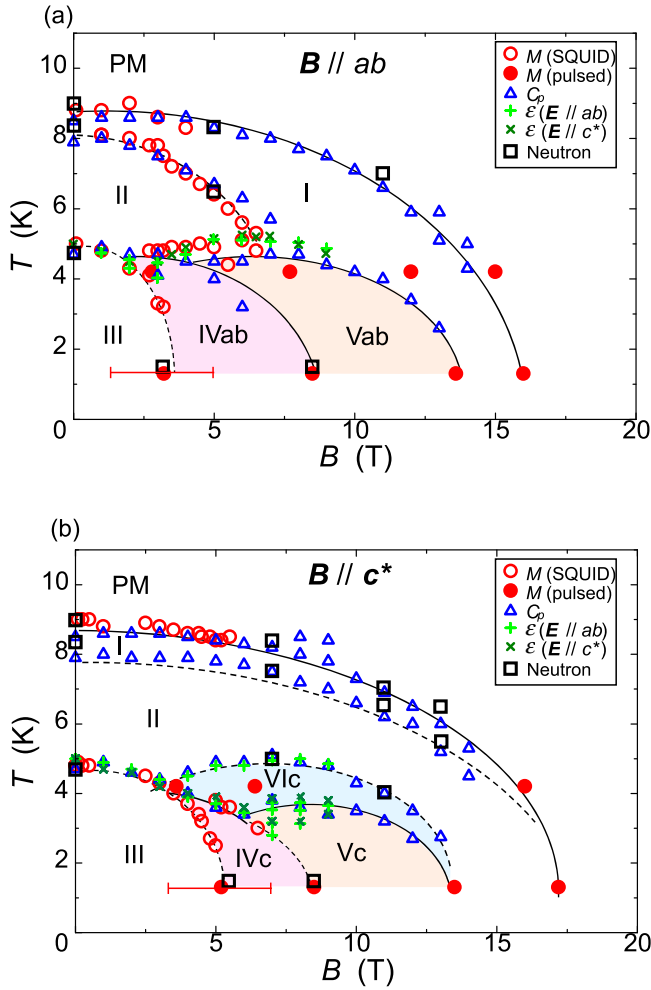 (a)
PM
B // ab
M (SQUID)
M (pulsed)
Cp
ε (E // ab)
ε (E // c*)
Neutron
I
II
III
IVab
Vab
10
8
6
4
2
0
T (K)
0
5
10
15
20
B (T)
(b)
PM
B // c*
M (SQUID)
M (pulsed)
Cp
ε (E // ab)
ε (E // c*)
Neutron
I
II
VIc
III
IVc
Vc
10
8
6
4
2
0
T (K)
0
5
10
15
20
B (T)